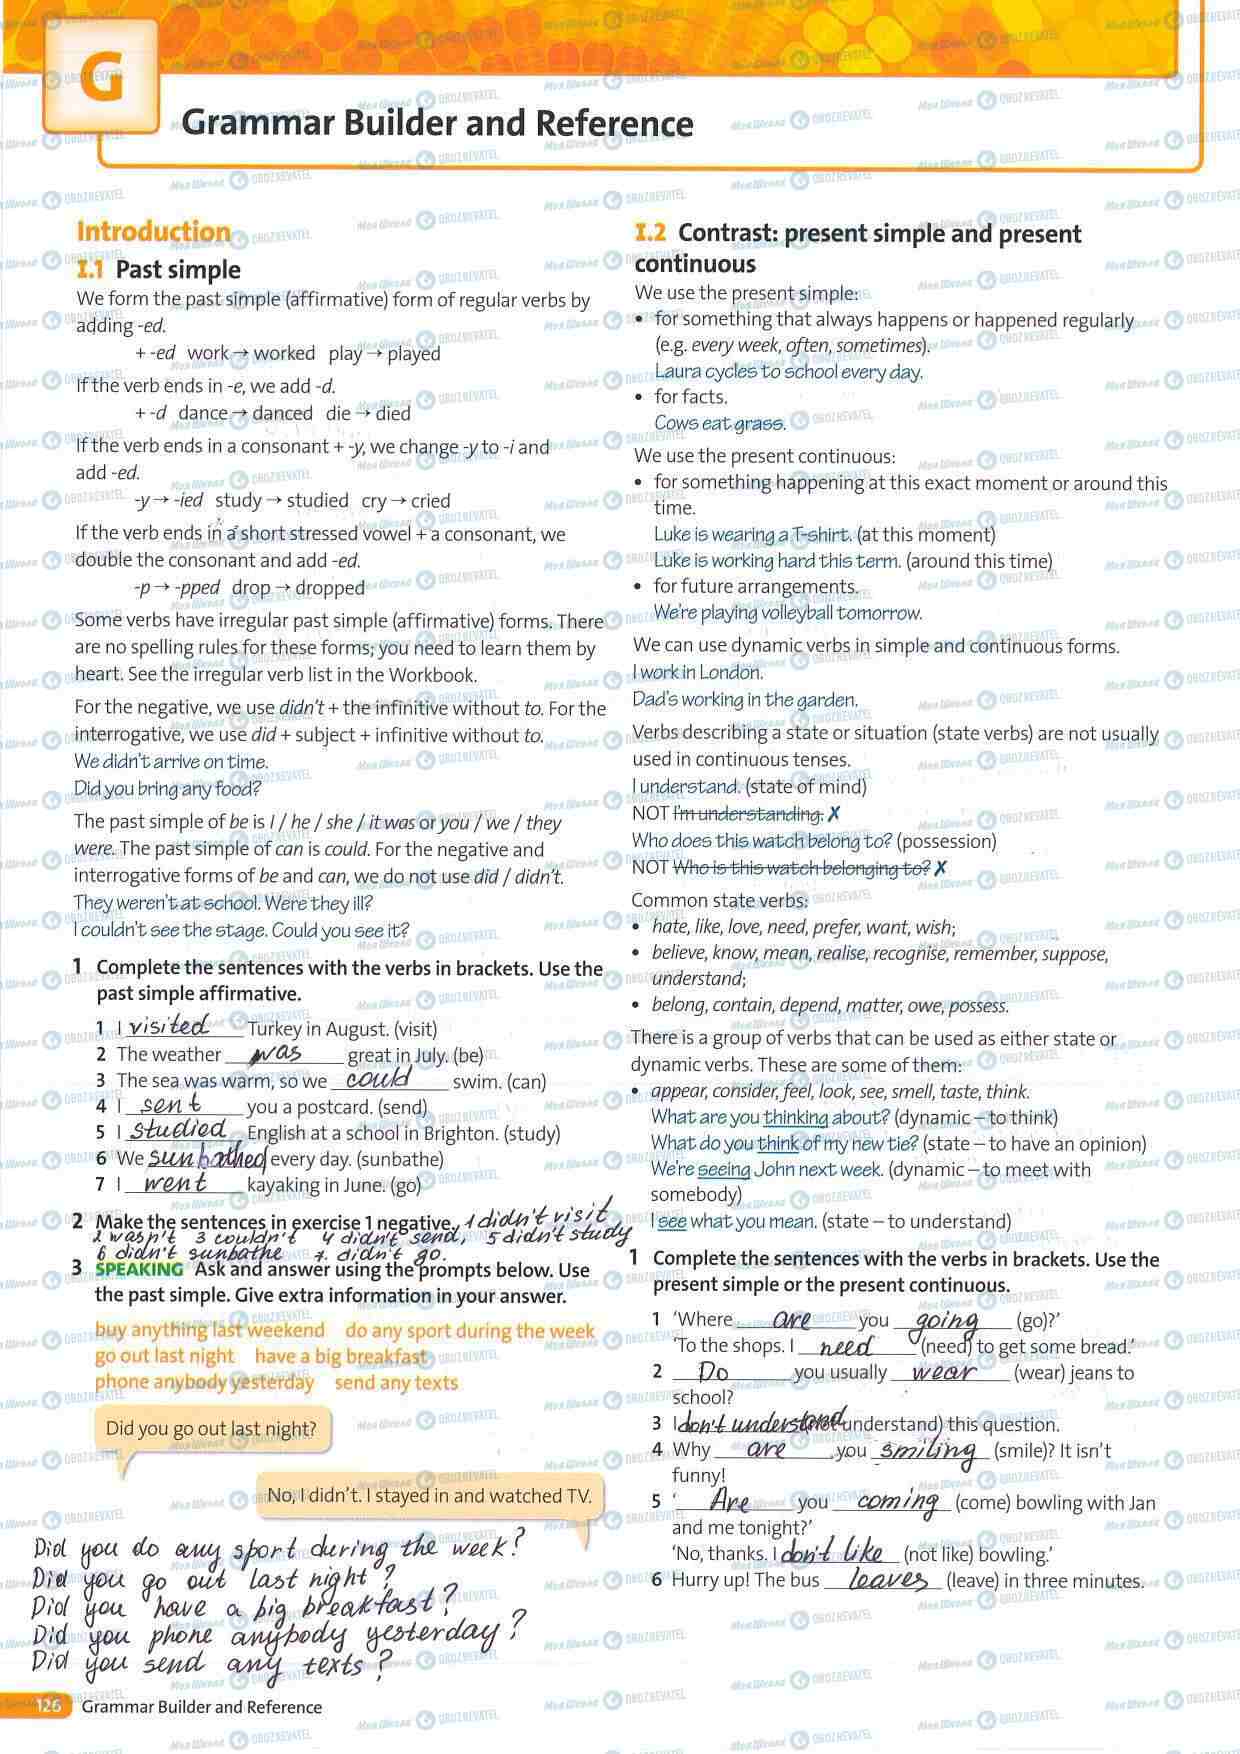 G
Grammar Builder and Reference
Introduction
I.1 Past simple
We form the past simple (affirmative) form of regular verbs by
adding -ed.
+ -ed work → worked play → played
If the verb ends in -e, we add -d.
+ -d dance → danced die → died
If the verb ends in a consonant + -y, we change -y to -i and
add -ed.
-y → -ied study → studied cry → cried
If the verb ends in a short stressed vowel + a consonant, we
double the consonant and add -ed.
-p → -pped drop → dropped
Some verbs have irregular past simple (affirmative) forms. There
are no spelling rules for these forms; you need to learn them by
heart. See the irregular verb list in the Workbook.
For the negative, we use didn't + the infinitive without to. For the
interrogative, we use did + subject + infinitive without to.
We didn't arrive on time.
Did you bring any food?
The past simple of be is I / he / she / it was or you / we / they
were. The past simple of can is could. For the negative and
interrogative forms of be and can, we do not use did / didn't.
They weren't at school. Were they ill?
I couldn't see the stage. Could you see it?
1 Complete the sentences with the verbs in brackets. Use the
past simple affirmative.
1 I visited Turkey in August. (visit)
2 The weather was great in July. (be)
3 The sea was warm, so we could swim. (can)
4 I sent you a postcard. (send)
5 I studied English at a school in Brighton. (study)
6 We sunbathed every day. (sunbathe)
7 I went kayaking in June. (go)
2 Make the sentences in exercise 1 negative. 1 didn't visit
2 wasn't 3 couldn't 4 didn't send, 5 didn't study
6 didn't sunbathe 7. didn't go.
3 SPEAKING Ask and answer using the prompts below. Use
the past simple. Give extra information in your answer.
buy anything last weekend do any sport during the week
go out last night have a big breakfast
phone anybody yesterday send any texts
Did you go out last night?
No, I didn't. I stayed in and watched TV.
Did you do any sport during the week?
Did you go out last night?
Did you have a big breakfast?
Did you phone anybody yesterday?
Did you send any texts?
126 Grammar Builder and Reference
I.2 Contrast: present simple and present
continuous
We use the present simple:
• for something that always happens or happened regularly
(e.g. every week, often, sometimes).
Laura cycles to school every day.
• for facts.
Cows eat grass.
We use the present continuous:
• for something happening at this exact moment or around this
time.
Luke is wearing a T-shirt. (at this moment)
Luke is working hard this term. (around this time)
• for future arrangements.
We're playing volleyball tomorrow.
We can use dynamic verbs in simple and continuous forms.
I work in London.
Dad's working in the garden.
Verbs describing a state or situation (state verbs) are not usually
used in continuous tenses.
I understand. (state of mind)
NOT I'm understanding. ✗
Who does this watch belong to? (possession)
NOT Who is this watch belonging to? ✗
Common state verbs:
• hate, like, love, need, prefer, want, wish;
• believe, know, mean, realise, recognise, remember, suppose,
understand;
• belong, contain, depend, matter, owe, possess.
There is a group of verbs that can be used as either state or
dynamic verbs. These are some of them:
• appear, consider, feel, look, see, smell, taste, think.
What are you thinking about? (dynamic – to think)
What do you think of my new tie? (state – to have an opinion)
We're seeing John next week. (dynamic – to meet with
somebody)
I see what you mean. (state – to understand)
1 Complete the sentences with the verbs in brackets. Use the
present simple or the present continuous.
1 'Where are you going (go)?'
'To the shops. I need (need) to get some bread.'
2 Do you usually wear (wear) jeans to
school?
3 I don't understand (not understand) this question.
4 Why are you smiling (smile)? It isn't
funny!
5 'Are you coming (come) bowling with Jan
and me tonight?'
'No, thanks. I don't like (not like) bowling.'
6 Hurry up! The bus leaves (leave) in three minutes.